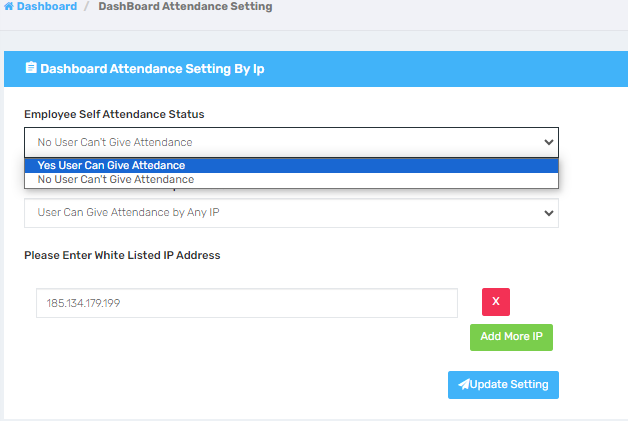 Dashboard / DashBoard Attendance Setting
Dashboard Attendance Setting By Ip
Employee Self Attendance Status
No User Can't Give Attendance
Yes User Can Give Attedance
No User Can't Give Attendance
User Can Give Attendance by Any IP
Please Enter White Listed IP Address
185.134.179.199
X
Add More IP
Update Setting